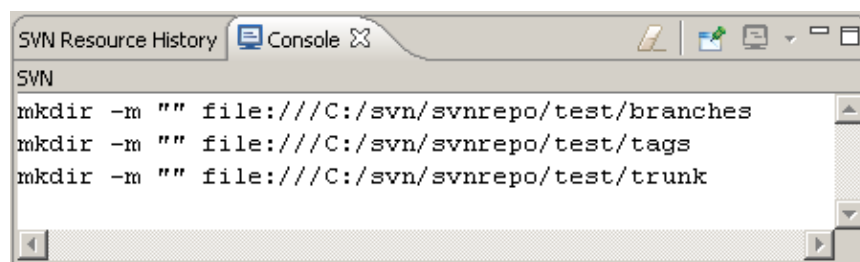 SVN Resource History Console
SVN
mkdir -m "" file:///C:/svn/svnrepo/test/branches
mkdir -m "" file:///C:/svn/svnrepo/test/tags
mkdir -m "" file:///C:/svn/svnrepo/test/trunk